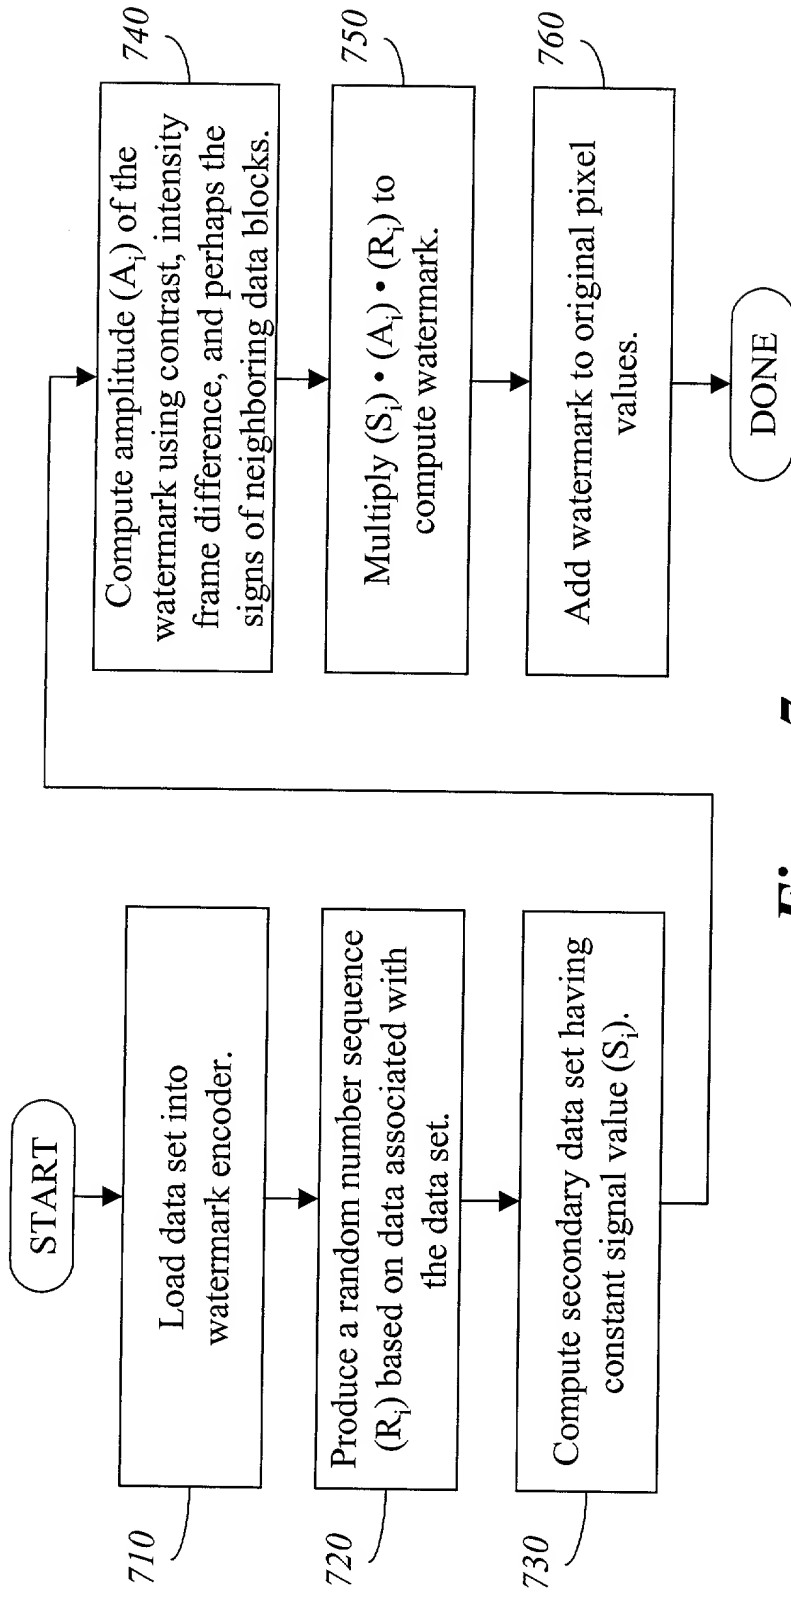 START
710
Load data set into
watermark encoder.
720
Produce a random number sequence
(Rᵢ) based on data associated with
the data set.
730
Compute secondary data set having
constant signal value (Sᵢ).
740
Compute amplitude (Aᵢ) of the
watermark using contrast, intensity
frame difference, and perhaps the
signs of neighboring data blocks.
750
Multiply (Sᵢ) • (Aᵢ) • (Rᵢ) to
compute watermark.
760
Add watermark to original pixel
values.
DONE